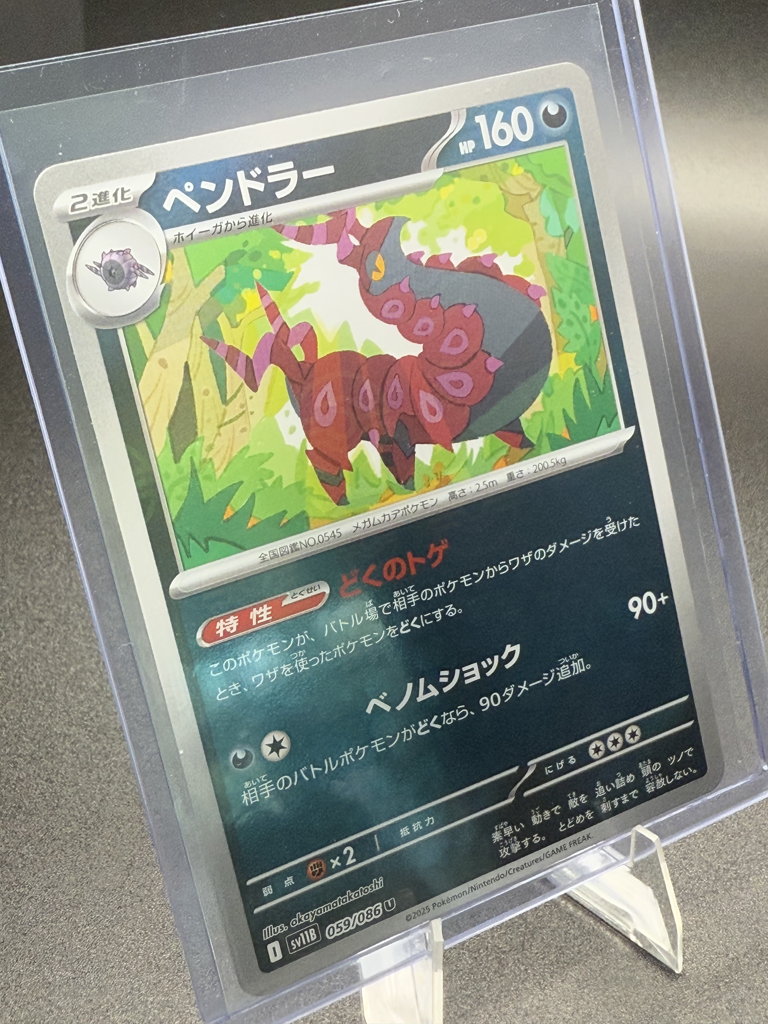 2進化
ペンドラー
HP 160
ホイーガから進化
全国図鑑NO.0545 メガムカデポケモン 高さ:2.5m 重さ:200.5kg
特性 とくせい どくのトゲ
このポケモンが、バトル場で相手のポケモンからワザのダメージを受けた
とき、ワザを使ったポケモンをどくにする。
ベノムショック 90+
相手のバトルポケモンがどくなら、90ダメージ追加。
弱点 ×2 抵抗力 にげる
素早い 動きで 敵を 追い詰め 頭の ツノで
攻撃する。 とどめを 刺すまで 容赦しない。
Illus. okayamatakatoshi
I sv11B 059/086 U
©2025 Pokémon/Nintendo/Creatures/GAME FREAK.